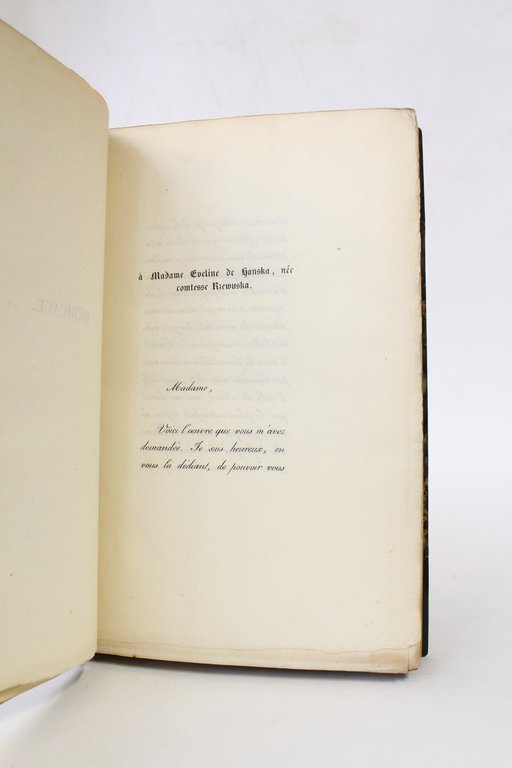 DÉDICACE.
à Madame Eveline de Hanska, née
comtesse Rzewuska.
Madame,
Voici l'œuvre que vous m'avez
demandée. Je suis heureux, en
vous la dédiant, de pouvoir vous